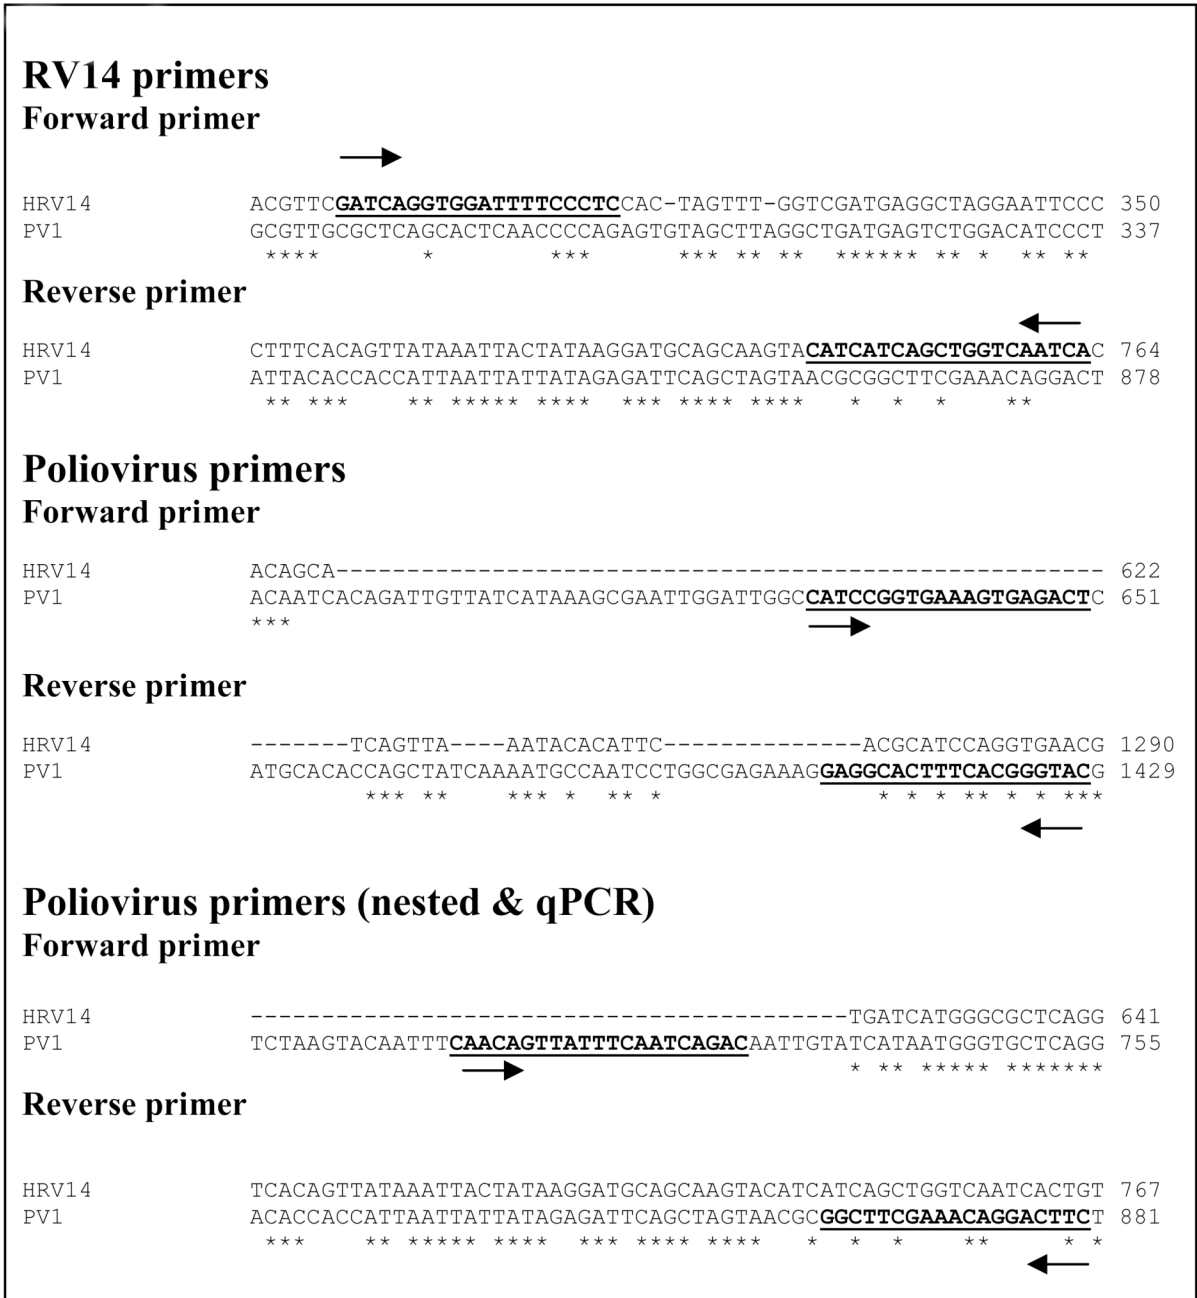 RV14 primers
Forward primer
HRV14 ACGTTCGATCAGGTGGATTTTCCCTCCAC-TAGTTT-GGTCGATGAGGCTAGGAATTCCC 350
PV1 GCGTTGCGCTCAGCACTCAACCCCAGAGTGTAGCTTAGGCTGATGAGTCTGGACATCCCT 337
**** * *** *** ** ** ****** ** * ** **
Reverse primer
HRV14 CTTTCACAGTTATAAATTACTATAAGGATGCAGCAAGTACATCATCAGCTGGTCAATCAC 764
PV1 ATTACACCACCATTAATTATTATAGAGATTCAGCTAGTAACGCGGCTTCGAAACAGGACT 878
** *** ** ***** **** *** **** **** * * * **
Poliovirus primers
Forward primer
HRV14 ACAGCA------------------------------------------------------ 622
PV1 ACAATCACAGATTGTTATCATAAAGCGAATTGGATTGGCCATCCGGTGAAAGTGAGACTC 651
***
Reverse primer
HRV14 -------TCAGTTA----AATACACATTC--------------ACGCATCCAGGTGAACG 1290
PV1 ATGCACACCAGCTATCAAAATGCCAATCCTGGCGAGAAAGGAGGCACTTTCACGGGTACG 1429
*** ** *** * ** * * * * ** * * ***
Poliovirus primers (nested & qPCR)
Forward primer
HRV14 ------------------------------------------TGATCATGGGCGCTCAGG 641
PV1 TCTAAGTACAATTTCAACAGTTATTTCAATCAGACAATTGTATCATAATGGGTGCTCAGG 755
* ** ***** *******
Reverse primer
HRV14 TCACAGTTATAAATTACTATAAGGATGCAGCAAGTACATCATCAGCTGGTCAATCACTGT 767
PV1 ACACCACCATTAATTATTATAGAGATTCAGCTAGTAACGCGGCTTCGAAACAGGACTTCT 881
*** ** ***** **** *** **** **** * * * ** * *